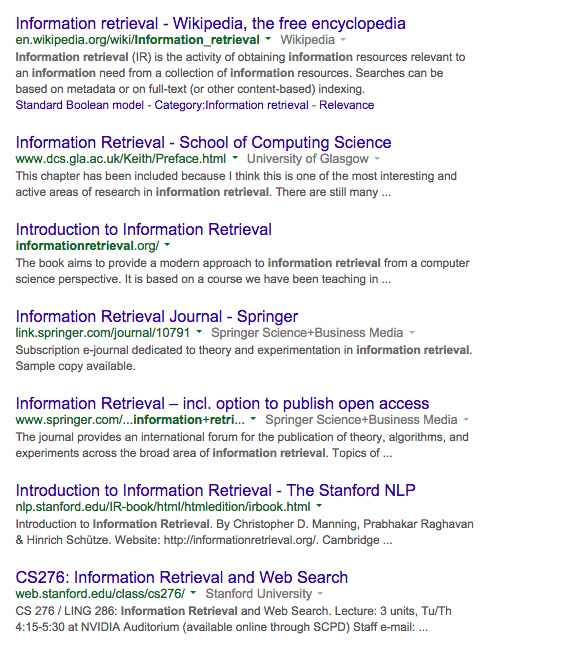 Information retrieval - Wikipedia, the free encyclopedia
en.wikipedia.org/wiki/Information_retrieval Wikipedia
Information retrieval (IR) is the activity of obtaining information resources relevant to
an information need from a collection of information resources. Searches can be
based on metadata or on full-text (or other content-based) indexing.
Standard Boolean model - Category:Information retrieval - Relevance
Information Retrieval - School of Computing Science
www.dcs.gla.ac.uk/Keith/Preface.html University of Glasgow
This chapter has been included because I think this is one of the most interesting and
active areas of research in information retrieval. There are still many ...
Introduction to Information Retrieval
informationretrieval.org/
The book aims to provide a modern approach to information retrieval from a computer
science perspective. It is based on a course we have been teaching in ...
Information Retrieval Journal - Springer
link.springer.com/journal/10791 Springer Science+Business Media
Subscription e-journal dedicated to theory and experimentation in information retrieval.
Sample copy available.
Information Retrieval – incl. option to publish open access
www.springer.com/...information+retri... Springer Science+Business Media
The journal provides an international forum for the publication of theory, algorithms, and
experiments across the broad area of information retrieval. Topics of ...
Introduction to Information Retrieval - The Stanford NLP
nlp.stanford.edu/IR-book/html/htmledition/irbook.html
Introduction to Information Retrieval. By Christopher D. Manning, Prabhakar Raghavan
& Hinrich Schütze. Website: http://informationretrieval.org/. Cambridge ...
CS276: Information Retrieval and Web Search
web.stanford.edu/class/cs276/ Stanford University
CS 276 / LING 286: Information Retrieval and Web Search. Lecture: 3 units, Tu/Th
4:15-5:30 at NVIDIA Auditorium (available online through SCPD) Staff e-mail: ...